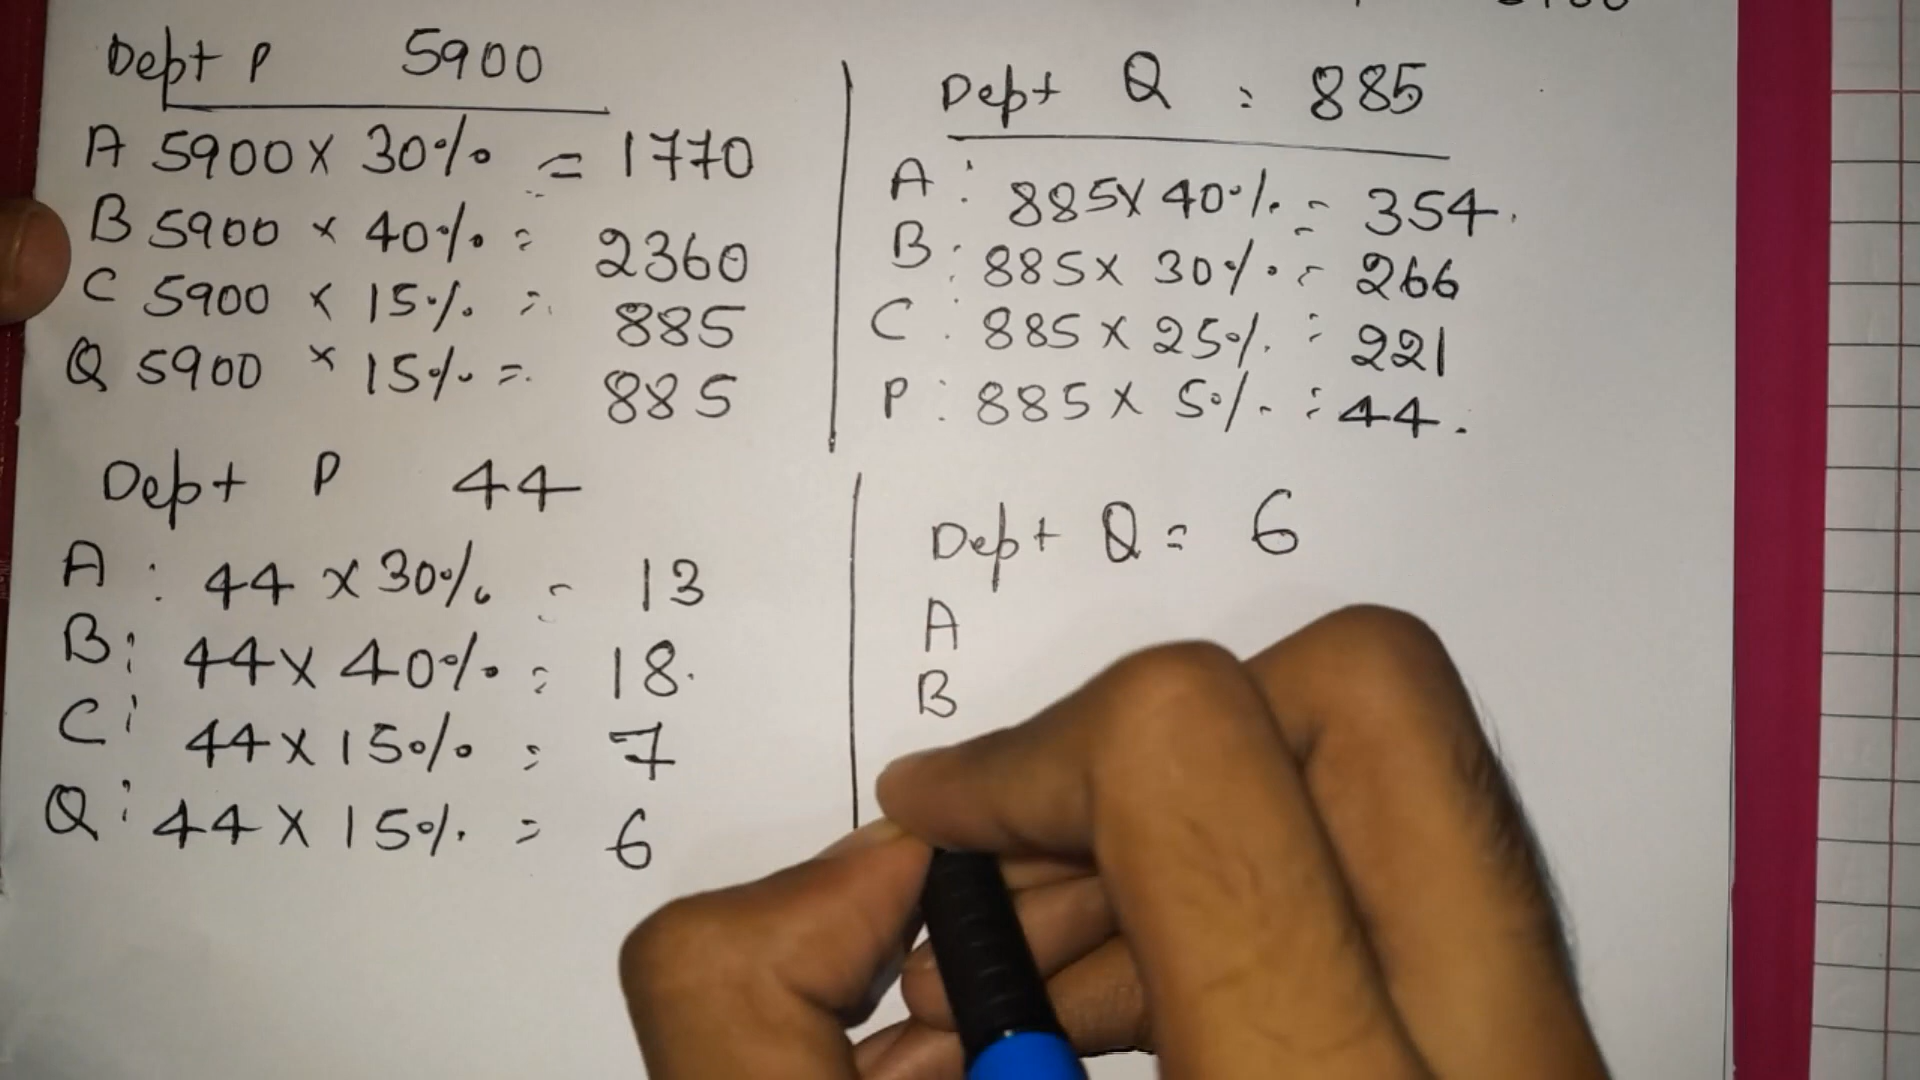 Dept P 5900
A 5900 x 30% = 1770
B 5900 x 40% = 2360
C 5900 x 15% = 885
Q 5900 x 15% = 885
Dept Q : 885
A : 885 x 40% = 354.
B : 885 x 30% = 266
C : 885 x 25% = 221
P : 885 x 5% = 44.
Dept P 44
A : 44 x 30% = 13
B : 44 x 40% = 18.
C : 44 x 15% = 7
Q : 44 x 15% = 6
Dept Q = 6
A
B